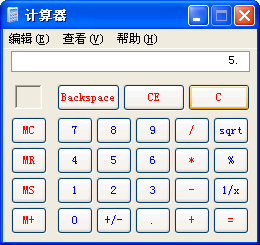 计算器
编辑(E) 查看(V) 帮助(H)
5.
Backspace CE C
MC 7 8 9 / sqrt
MR 4 5 6 * %
MS 1 2 3 - 1/x
M+ 0 +/- . + =